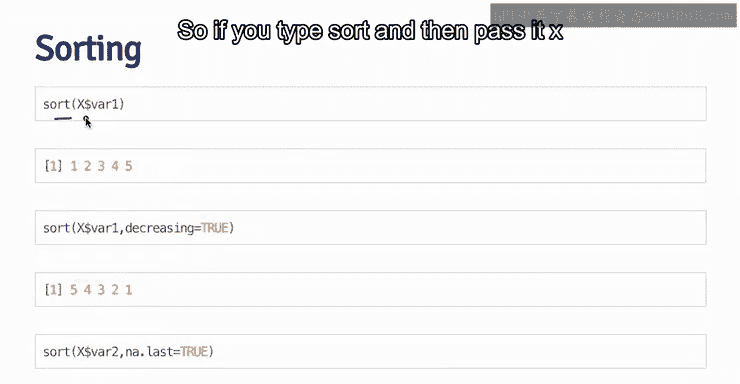 So if you type sort and then pass it x
Sorting
sort(X$var1)
[1] 1 2 3 4 5
sort(X$var1,decreasing=TRUE)
[1] 5 4 3 2 1
sort(X$var2,na.last=TRUE)